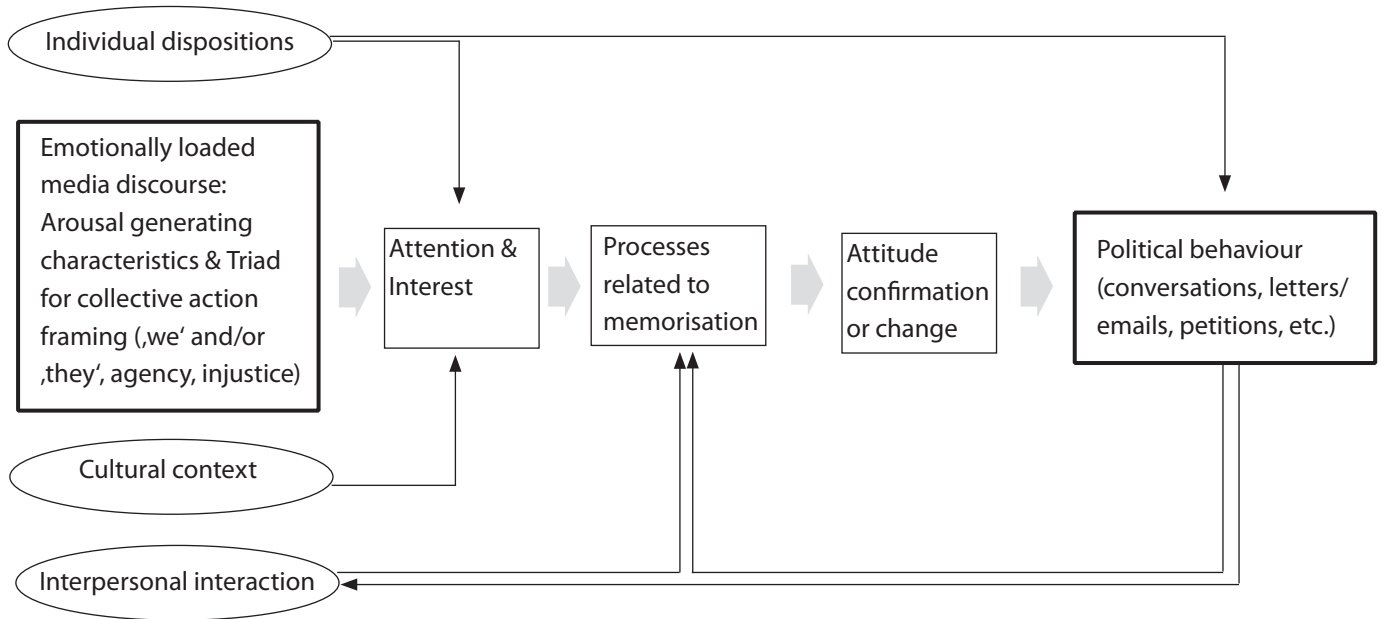 Individual dispositions
Emotionally loaded
media discourse:
Arousal generating
characteristics & Triad
for collective action
framing (‚we‘ and/or
‚they‘, agency, injustice)
Attention &
Interest
Processes
related to
memorisation
Attitude
confirmation
or change
Political behaviour
(conversations, letters/
emails, petitions, etc.)
Cultural context
Interpersonal interaction